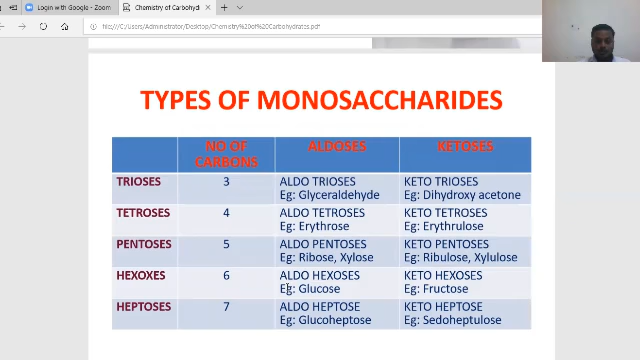 Login with Google - Zoom
Chemistry of Carbohydr
file:///C:/Users/Administrator/Desktop/Chemistry%20of%20Carbohydrates.pdf
TYPES OF MONOSACCHARIDES
NO OF CARBONS ALDOSES KETOSES
TRIOSES 3 ALDO TRIOSES KETO TRIOSES
Eg: Glyceraldehyde Eg: Dihydroxy acetone
TETROSES 4 ALDO TETROSES KETO TETROSES
Eg: Erythrose Eg: Erythrulose
PENTOSES 5 ALDO PENTOSES KETO PENTOSES
Eg: Ribose, Xylose Eg: Ribulose, Xylulose
HEXOXES 6 ALDO HEXOSES KETO HEXOSES
Eg: Glucose Eg: Fructose
HEPTOSES 7 ALDO HEPTOSE KETO HEPTOSE
Eg: Glucoheptose Eg: Sedoheptulose